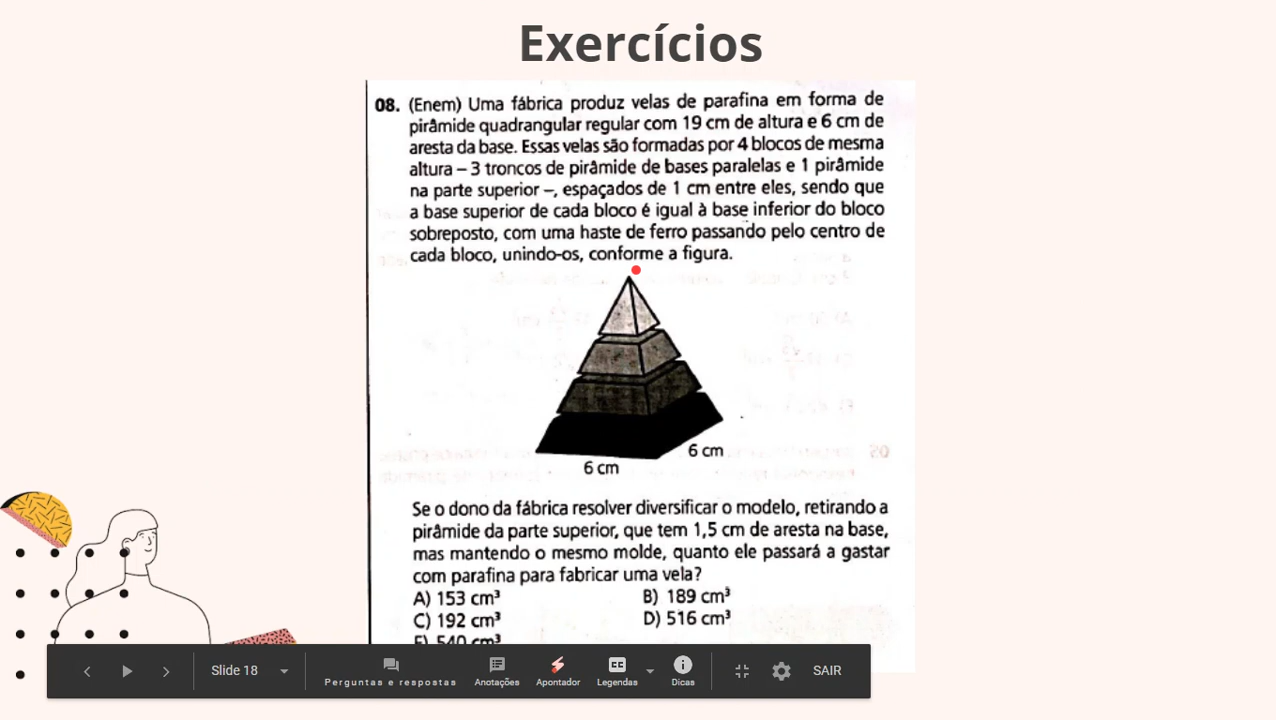 Exercícios
08. (Enem) Uma fábrica produz velas de parafina em forma de
pirâmide quadrangular regular com 19 cm de altura e 6 cm de
aresta da base. Essas velas são formadas por 4 blocos de mesma
altura – 3 troncos de pirâmide de bases paralelas e 1 pirâmide
na parte superior –, espaçados de 1 cm entre eles, sendo que
a base superior de cada bloco é igual à base inferior do bloco
sobreposto, com uma haste de ferro passando pelo centro de
cada bloco, unindo-os, conforme a figura.
6 cm
6 cm
Se o dono da fábrica resolver diversificar o modelo, retirando a
pirâmide da parte superior, que tem 1,5 cm de aresta na base,
mas mantendo o mesmo molde, quanto ele passará a gastar
com parafina para fabricar uma vela?
A) 153 cm³ B) 189 cm³
C) 192 cm³ D) 516 cm³
E) 540 cm³
Slide 18
Perguntas e respostas
Anotações
Apontador
CC
Legendas
Dicas
SAIR